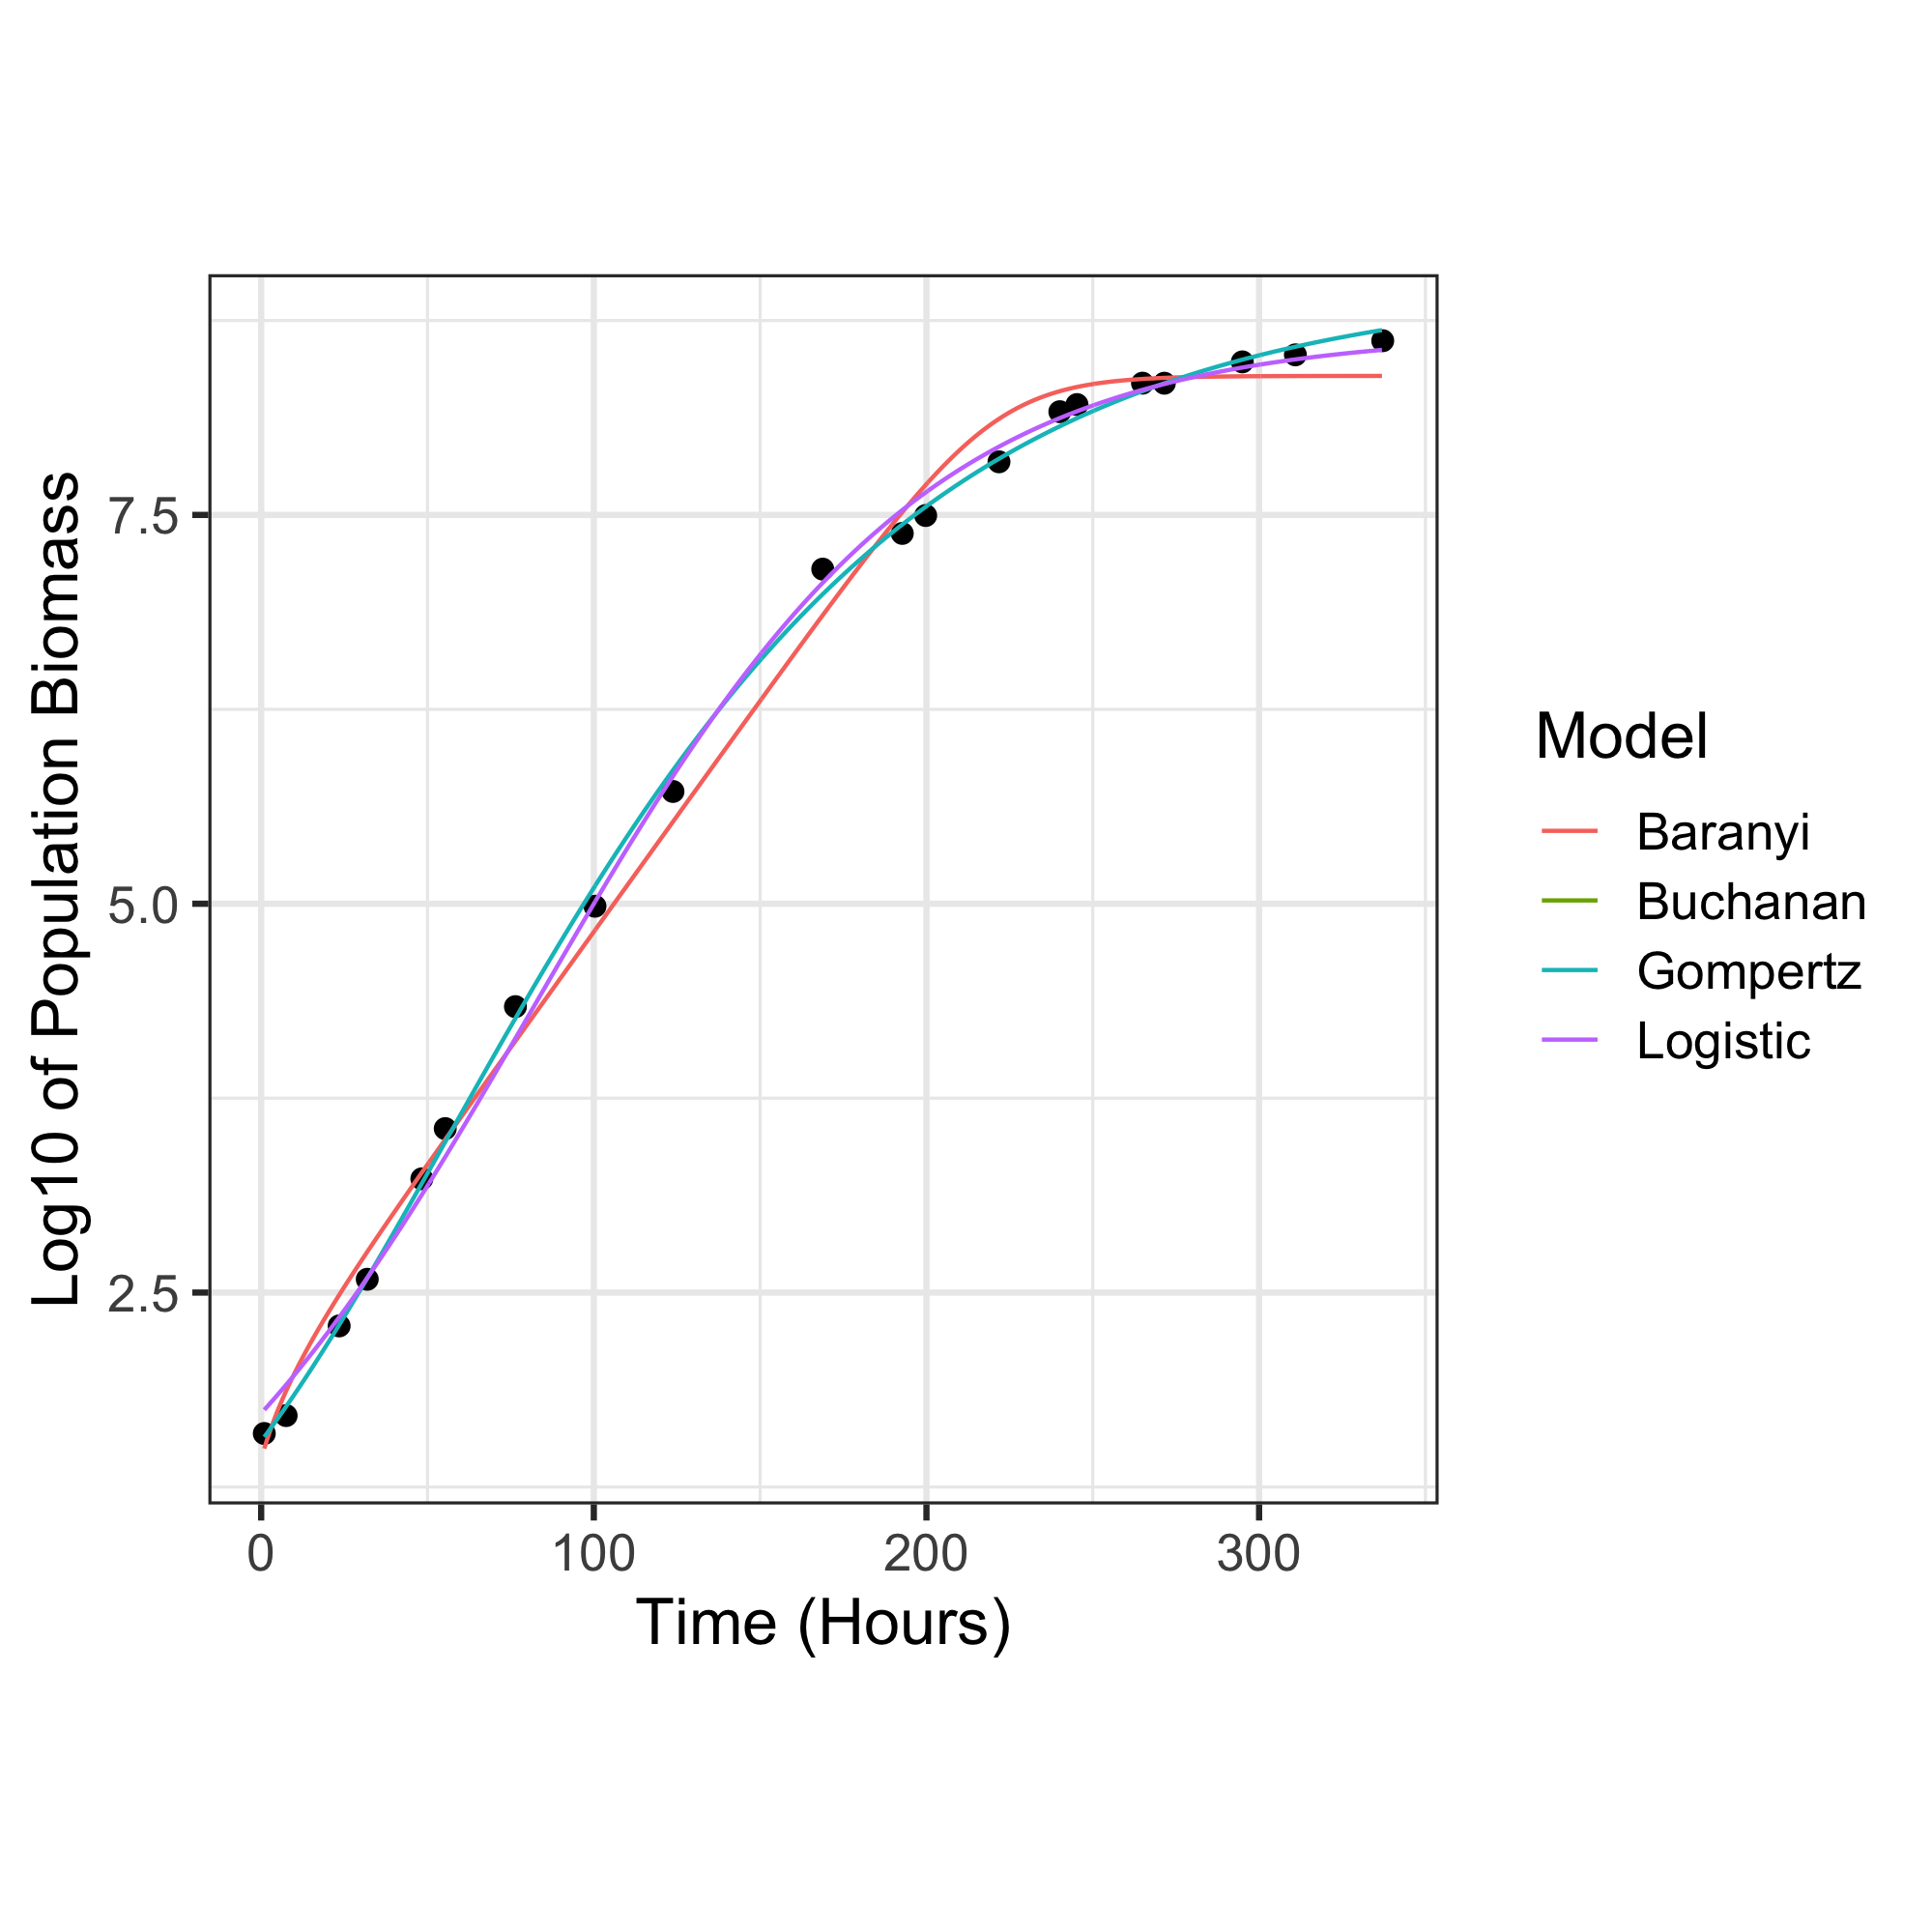 Log10 of Population Biomass
7.5
5.0
2.5
0 100 200 300
Time (Hours)
Model
Baranyi
Buchanan
Gompertz
Logistic